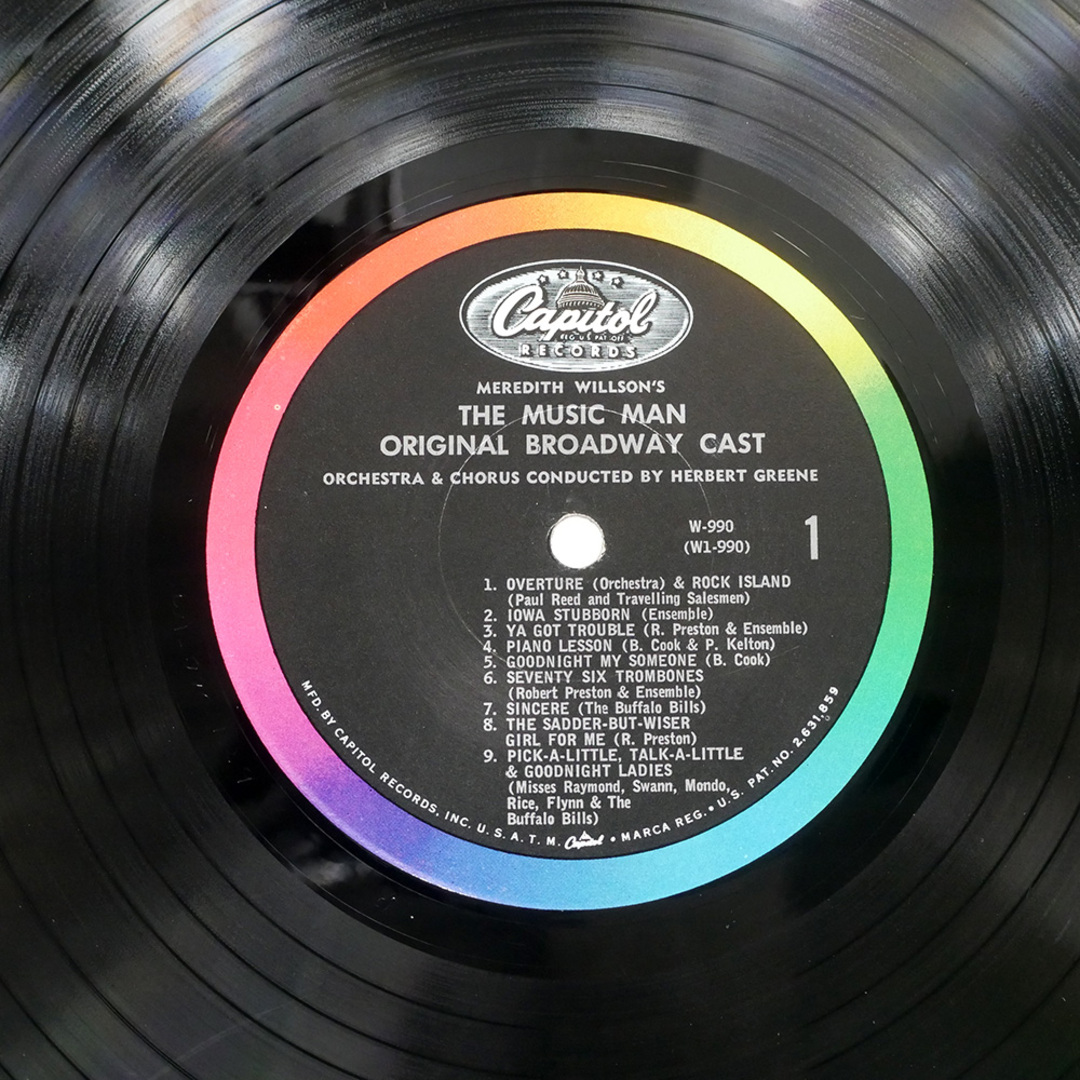 Capitol
REG. U.S. PAT. OFF.
RECORDS
MEREDITH WILLSON'S
THE MUSIC MAN
ORIGINAL BROADWAY CAST
ORCHESTRA & CHORUS CONDUCTED BY HERBERT GREENE
W-990
(W1-990)
1
1. OVERTURE (Orchestra) & ROCK ISLAND
(Paul Reed and Travelling Salesmen)
2. IOWA STUBBORN (Ensemble)
3. YA GOT TROUBLE (R. Preston & Ensemble)
4. PIANO LESSON (B. Cook & P. Kelton)
5. GOODNIGHT MY SOMEONE (B. Cook)
6. SEVENTY SIX TROMBONES
(Robert Preston & Ensemble)
7. SINCERE (The Buffalo Bills)
8. THE SADDER-BUT-WISER
GIRL FOR ME (R. Preston)
9. PICK-A-LITTLE, TALK-A-LITTLE
& GOODNIGHT LADIES
(Misses Raymond, Swann, Mondo,
Rice, Flynn & The
Buffalo Bills)
MFD. BY CAPITOL RECORDS, INC. U. S. A. T. M. Capitol • MARCA REG. • U.S. PAT. NO. 2,631,859